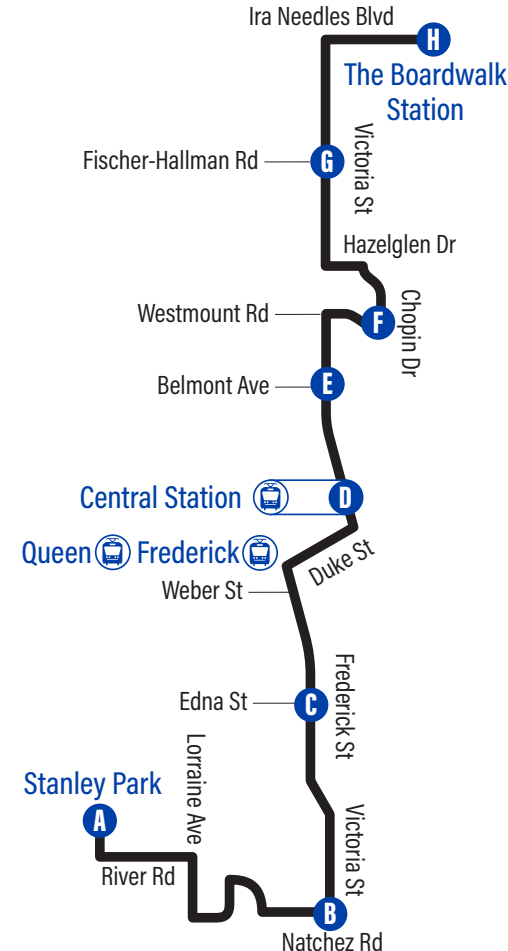 Ira Needles Blvd
H
The Boardwalk
Station
Victoria St
Fischer-Hallman Rd
G
Hazelglen Dr
Westmount Rd
F
Chopin Dr
Belmont Ave
E
Central Station
D
Queen Frederick
Duke St
Weber St
Edna St
C
Frederick St
Lorraine Ave
Stanley Park
A
River Rd
Victoria St
B
Natchez Rd